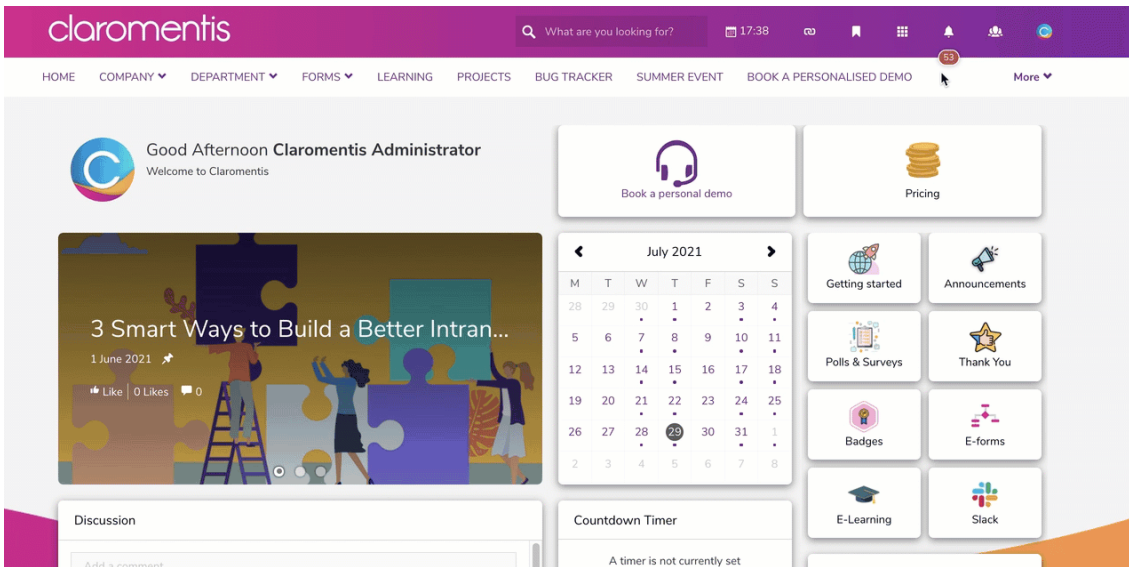 claromentis
What are you looking for?
17:38
53
HOME COMPANY DEPARTMENT FORMS LEARNING PROJECTS BUG TRACKER SUMMER EVENT BOOK A PERSONALISED DEMO More
Good Afternoon Claromentis Administrator
Welcome to Claromentis
Book a personal demo
Pricing
3 Smart Ways to Build a Better Intran...
1 June 2021
Like 0 Likes 0
July 2021
M T W T F S S
28 29 30 1 2 3 4
5 6 7 8 9 10 11
12 13 14 15 16 17 18
19 20 21 22 23 24 25
26 27 28 29 30 31 1
2 3 4 5 6 7 8
Getting started
Announcements
Polls & Surveys
Thank You
Badges
E-forms
E-Learning
Slack
Discussion
Add a comment
Countdown Timer
A timer is not currently set